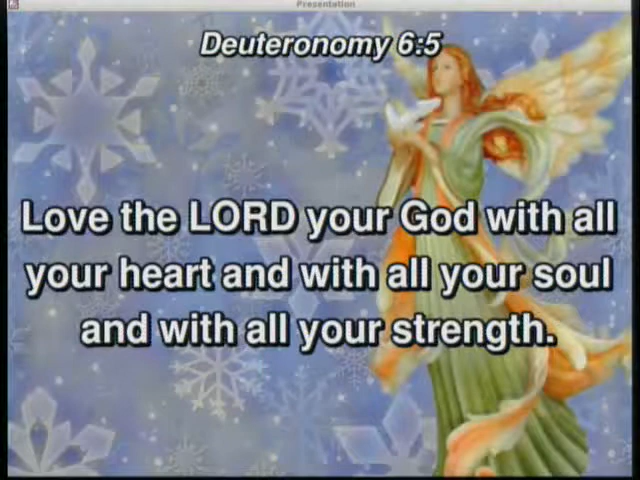 Presentation
Deuteronomy 6:5
Love the LORD your God with all
your heart and with all your soul
and with all your strength.